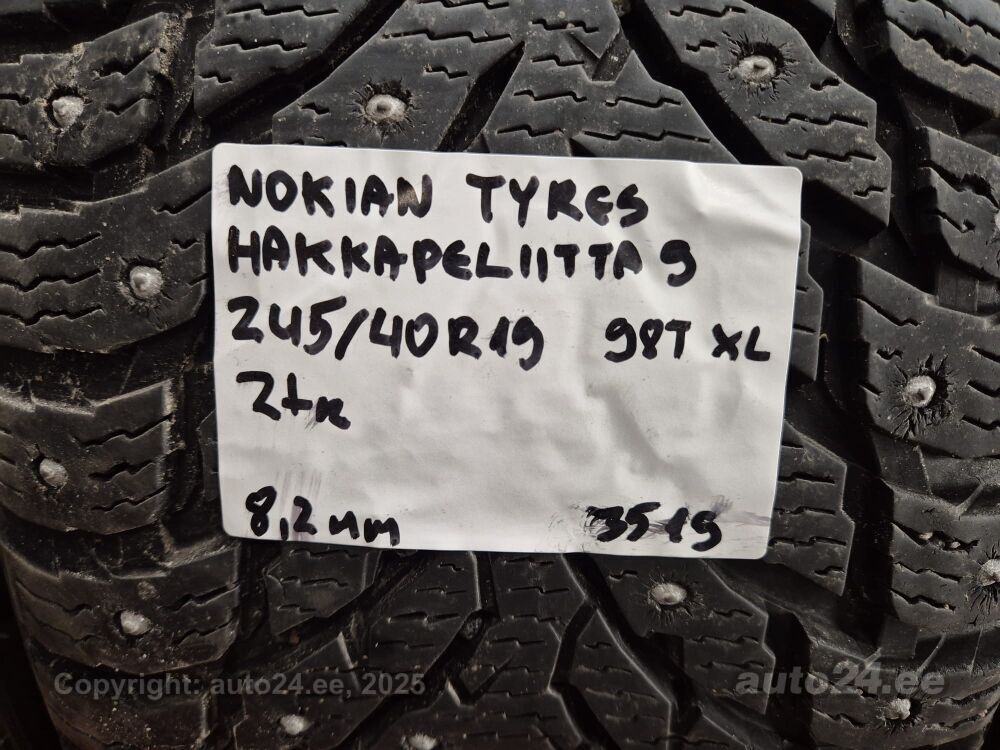 NOKIAN TYRES
HAKKAPELIITTA 9
245/40R19 98T XL
2tk
8,2mm 3519
Copyright: auto24.ee, 2025 auto24.ee